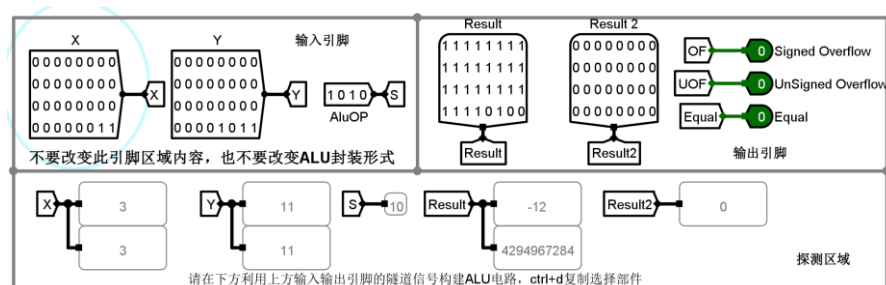 X
Y
输入引脚
00000000
00000000
00000000
00000011
X
00000000
00000000
00000000
00001011
Y
1010
S
AluOP
不要改变此引脚区域内容，也不要改变ALU封装形式
Result
Result 2
11111111
11111111
11111111
11110100
Result
00000000
00000000
00000000
00000000
Result2
OF
0
Signed Overflow
UOF
0
UnSigned Overflow
Equal
0
Equal
输出引脚
X
3
3
Y
11
11
S
10
Result
-12
4294967284
Result2
0
探测区域
请在下方利用上方输入输出引脚的隧道信号构建ALU电路，ctrl+d复制选择部件